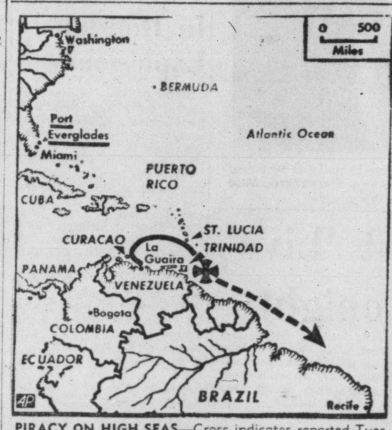 0 500
Miles
Washington
BERMUDA
Port
Everglades
Atlantic Ocean
Miami
PUERTO
RICO
CUBA
ST. LUCIA
CURACAO
La
Guaira
TRINIDAD
PANAMA
VENEZUELA
Bogota
COLOMBIA
ECUADOR
BRAZIL
Recife
AP
PIRACY ON HIGH SEAS—Cross indicates reported Tues